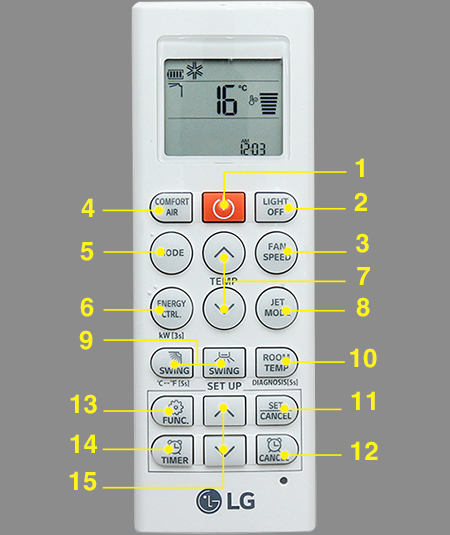 16 °C
AM
12:03
1
COMFORT
AIR
LIGHT
OFF
4
2
MODE
FAN
SPEED
5
3
TEMP
7
ENERGY
CTRL.
JET
MODE
6
8
kW [3s]
9
SWING
SWING
ROOM
TEMP
10
°C↔°F [5s]
SET UP
DIAGNOSIS[5s]
13
FUNC.
SET
CANCEL
11
14
TIMER
CANCEL
12
15
LG